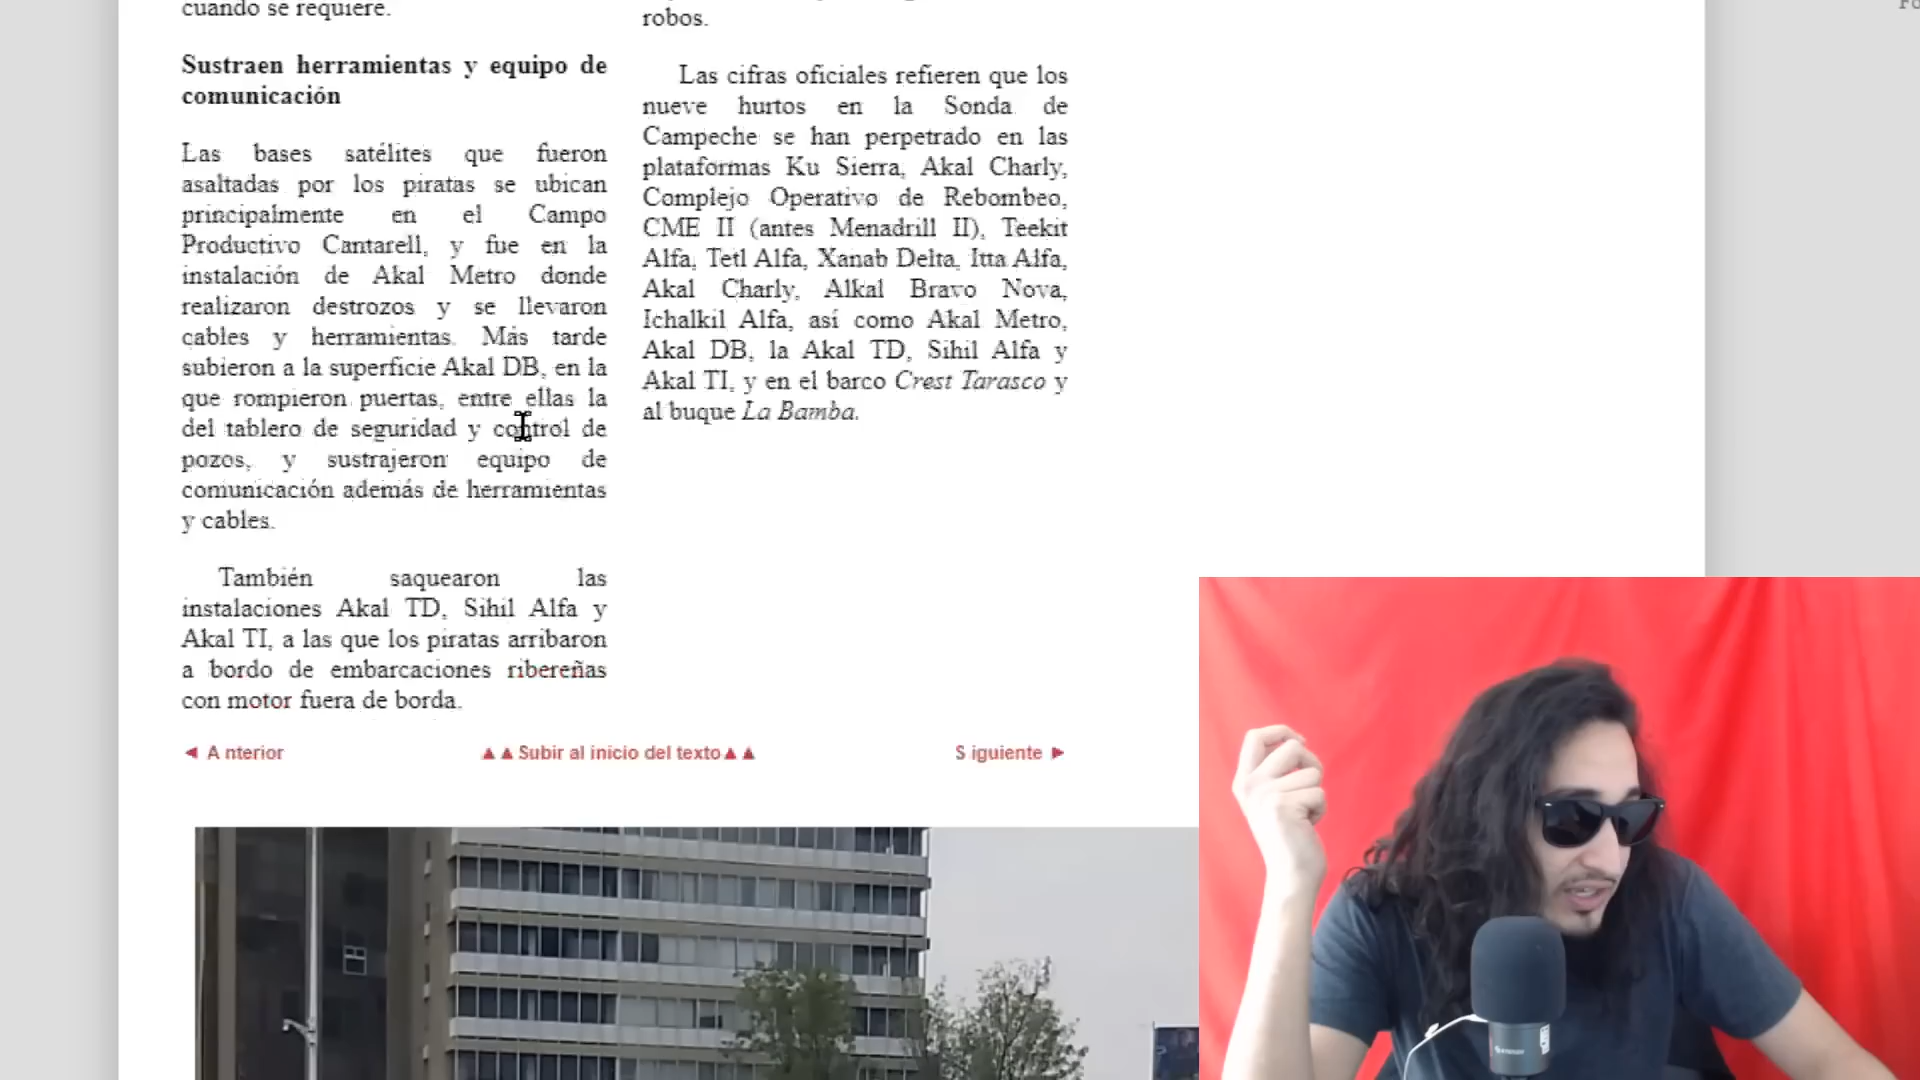 cuando se requiere.
Sustraen herramientas y equipo de
comunicación
Las bases satélites que fueron
asaltadas por los piratas se ubican
principalmente en el Campo
Productivo Cantarell, y fue en la
instalación de Akal Metro donde
realizaron destrozos y se llevaron
cables y herramientas. Más tarde
subieron a la superficie Akal DB, en la
que rompieron puertas, entre ellas la
del tablero de seguridad y control de
pozos, y sustrajeron equipo de
comunicación además de herramientas
y cables.
También saquearon las
instalaciones Akal TD, Sihil Alfa y
Akal TI, a las que los piratas arribaron
a bordo de embarcaciones ribereñas
con motor fuera de borda.
robos.
Las cifras oficiales refieren que los
nueve hurtos en la Sonda de
Campeche se han perpetrado en las
plataformas Ku Sierra, Akal Charly,
Complejo Operativo de Rebombeo,
CME II (antes Menadrill II), Teekit
Alfa, Tetl Alfa, Xanab Delta, Itta Alfa,
Akal Charly, Alkal Bravo Nova,
Ichalkil Alfa, así como Akal Metro,
Akal DB, la Akal TD, Sihil Alfa y
Akal TI, y en el barco Crest Tarasco y
al buque La Bamba.
◄ A nterior ▲▲Subir al inicio del texto▲▲ S iguiente ►